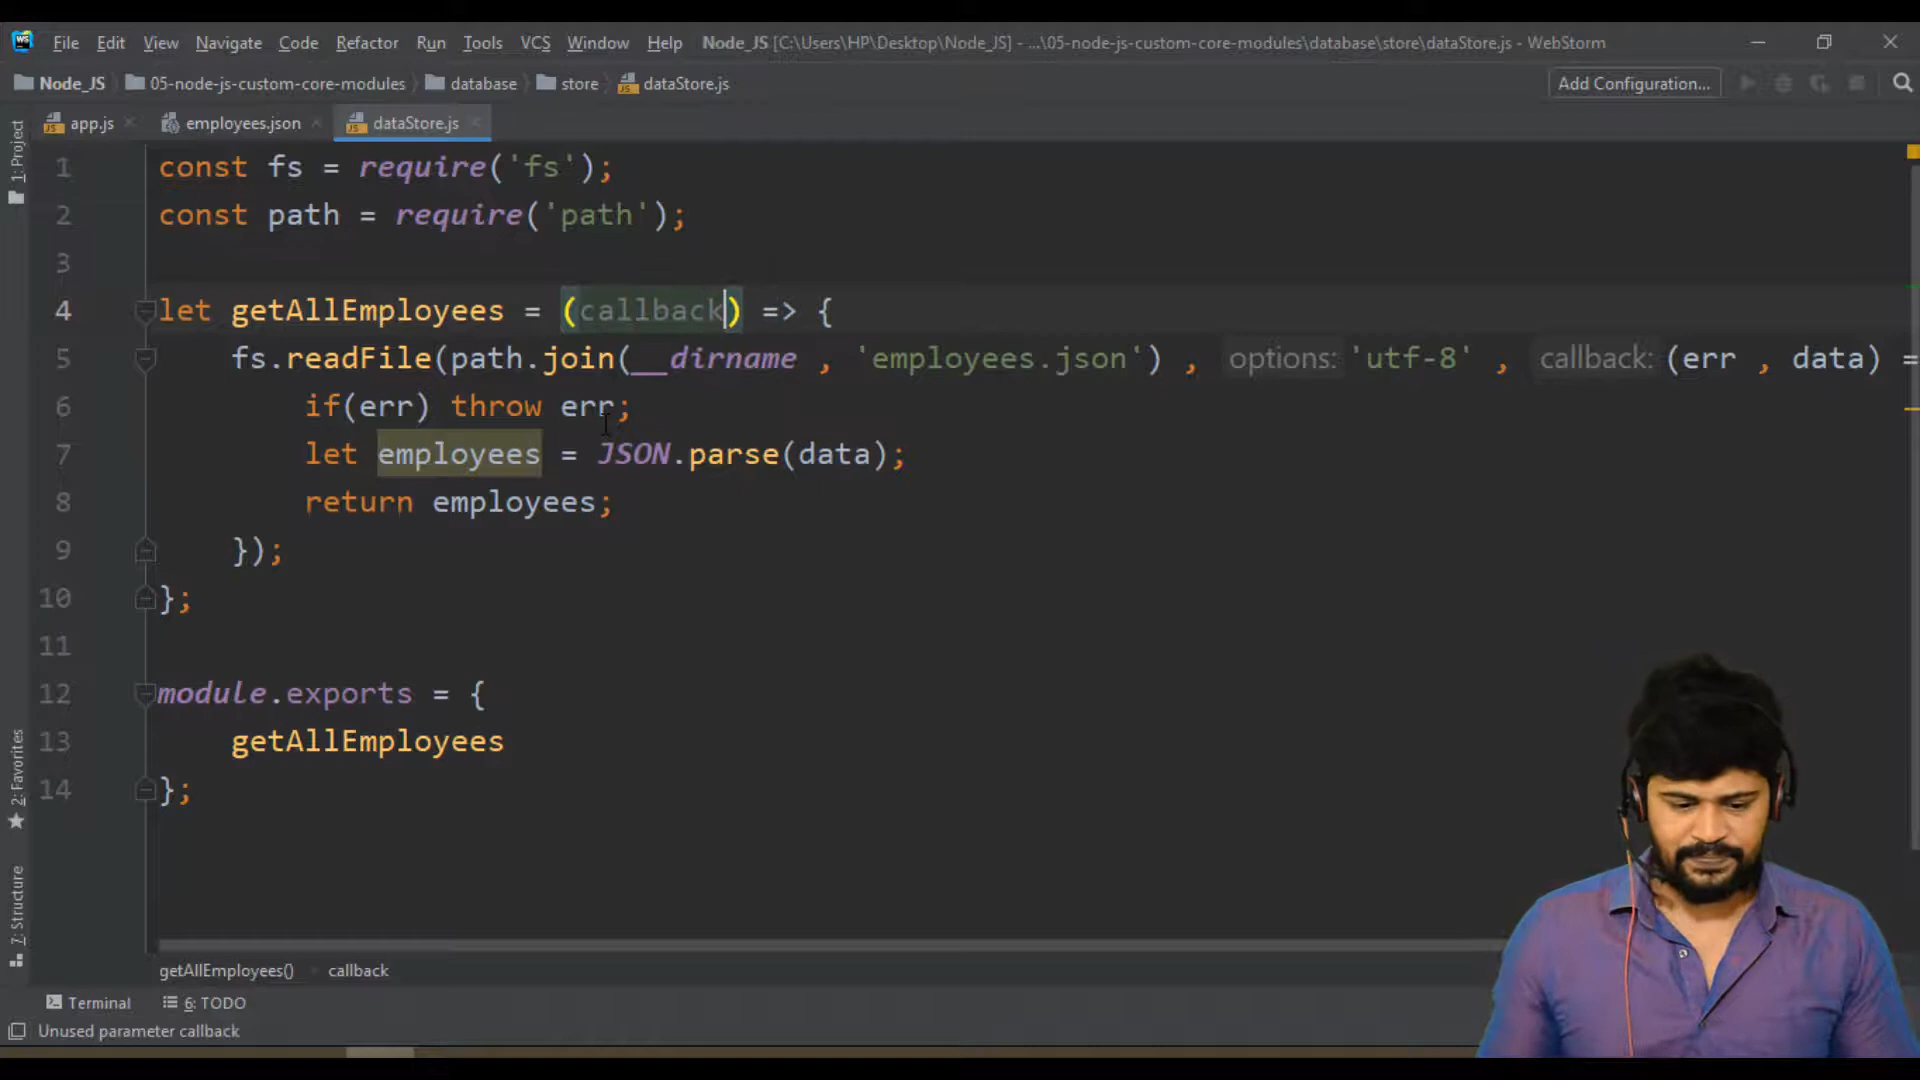 WS File Edit View Navigate Code Refactor Run Tools VCS Window Help Node_JS [C:\Users\HP\Desktop\Node_JS] - ...\05-node-js-custom-core-modules\database\store\dataStore.js - WebStorm
Node_JS 05-node-js-custom-core-modules database store dataStore.js Add Configuration...
app.js employees.json dataStore.js
1: Project
1 const fs = require('fs');
2 const path = require('path');
3
4 let getAllEmployees = (callback) => {
5 fs.readFile(path.join(__dirname , 'employees.json') , options: 'utf-8' , callback: (err , data) =
6 if(err) throw err;
7 let employees = JSON.parse(data);
8 return employees;
9 });
10 };
11
12 module.exports = {
13 getAllEmployees
14 };
2: Favorites
7: Structure
getAllEmployees() callback
Terminal 6: TODO
Unused parameter callback